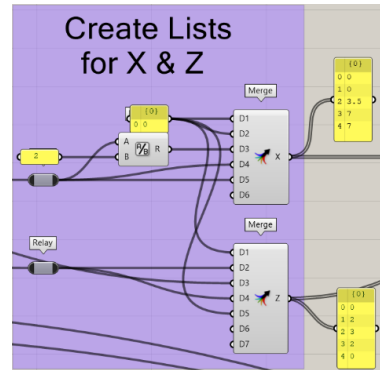 Create Lists
for X & Z
Merge
{0}
0 0
1 0
2 3.5
3 7
4 7
{0}
0 0
2
A
B
A/B
R
D1
D2
D3
D4
D5
D6
X
Relay
Merge
D1
D2
D3
D4
D5
D6
D7
Z
{0}
0 0
1 2
2 3
3 2
4 0